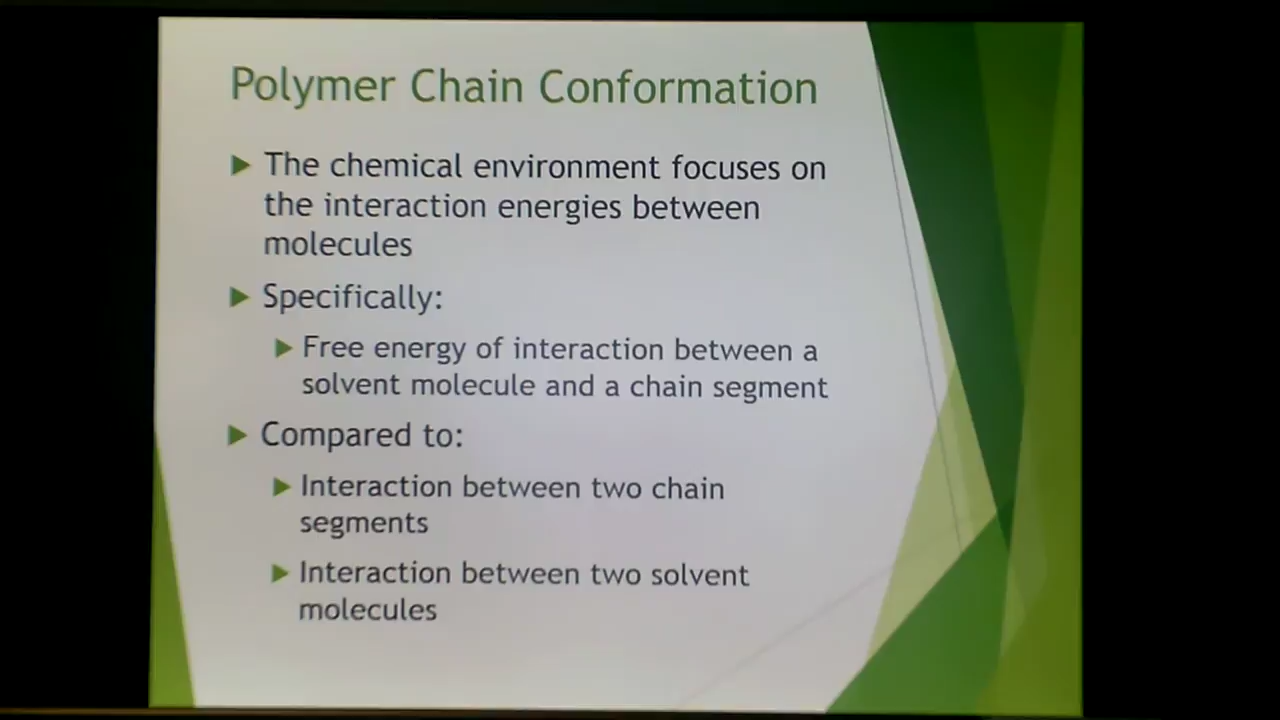 Polymer Chain Conformation
The chemical environment focuses on
the interaction energies between
molecules
Specifically:
Free energy of interaction between a
solvent molecule and a chain segment
Compared to:
Interaction between two chain
segments
Interaction between two solvent
molecules